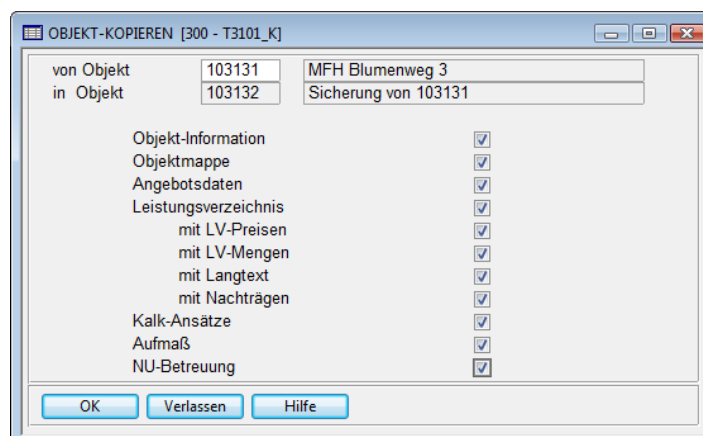 OBJEKT-KOPIEREN [300 - T3101_K]
von Objekt 103131 MFH Blumenweg 3
in Objekt 103132 Sicherung von 103131
Objekt-Information
Objektmappe
Angebotsdaten
Leistungsverzeichnis
mit LV-Preisen
mit LV-Mengen
mit Langtext
mit Nachträgen
Kalk-Ansätze
Aufmaß
NU-Betreuung
OK Verlassen Hilfe